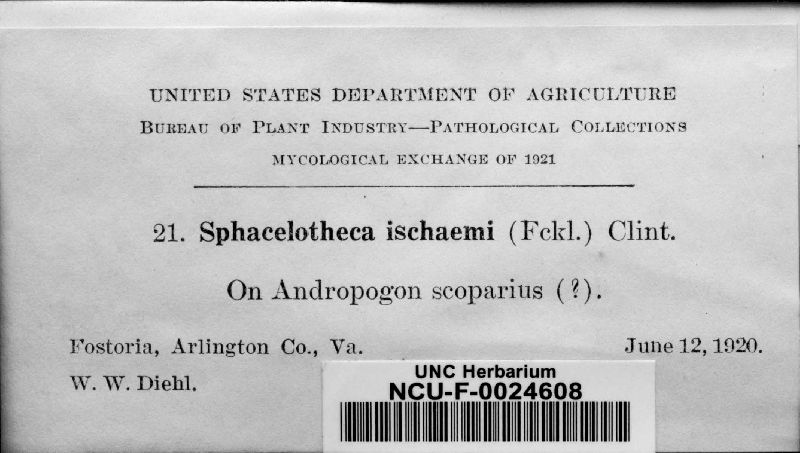 UNITED STATES DEPARTMENT OF AGRICULTURE
BUREAU OF PLANT INDUSTRY—PATHOLOGICAL COLLECTIONS
MYCOLOGICAL EXCHANGE OF 1921
21. Sphacelotheca ischaemi (Fckl.) Clint.
On Andropogon scoparius (?).
Fostoria, Arlington Co., Va. June 12, 1920.
W. W. Diehl.
UNC Herbarium
NCU-F-0024608